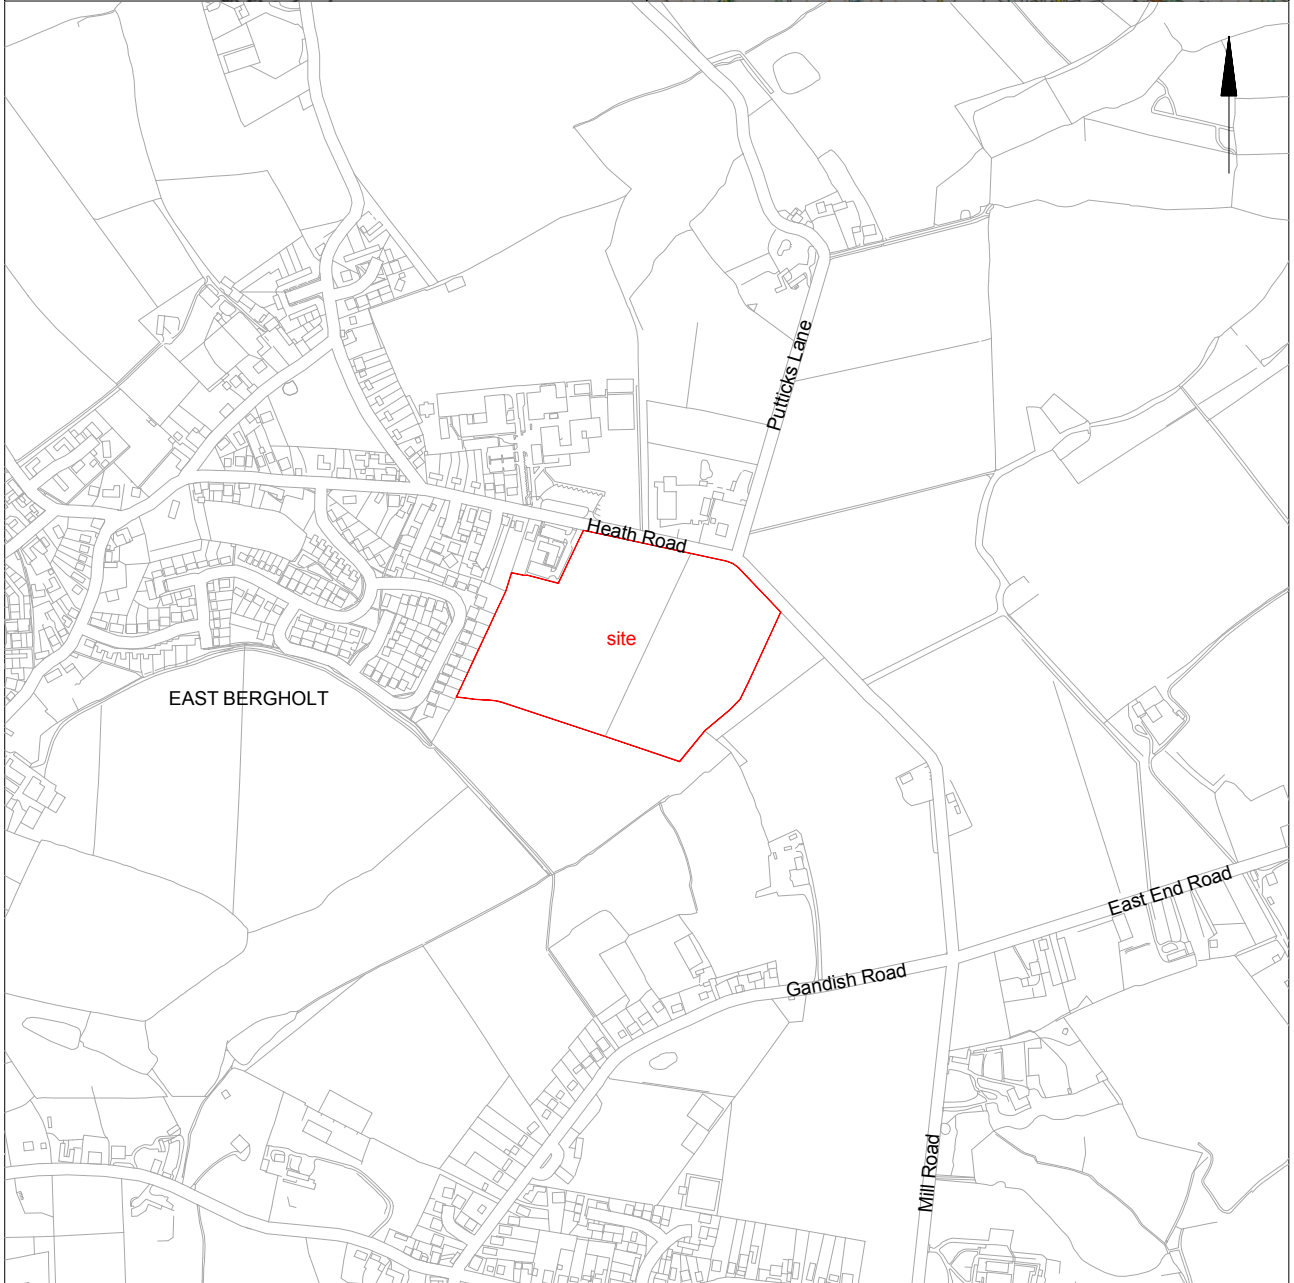 Putticks Lane
Heath Road
site
EAST BERGHOLT
East End Road
Gandish Road
Mill Road